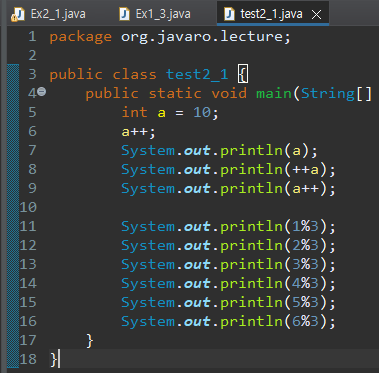 Ex2_1.java Ex1_3.java test2_1.java
1 package org.javaro.lecture;
2
3 public class test2_1 {
4 public static void main(String[]
5 int a = 10;
6 a++;
7 System.out.println(a);
8 System.out.println(++a);
9 System.out.println(a++);
10
11 System.out.println(1%3);
12 System.out.println(2%3);
13 System.out.println(3%3);
14 System.out.println(4%3);
15 System.out.println(5%3);
16 System.out.println(6%3);
17 }
18 }